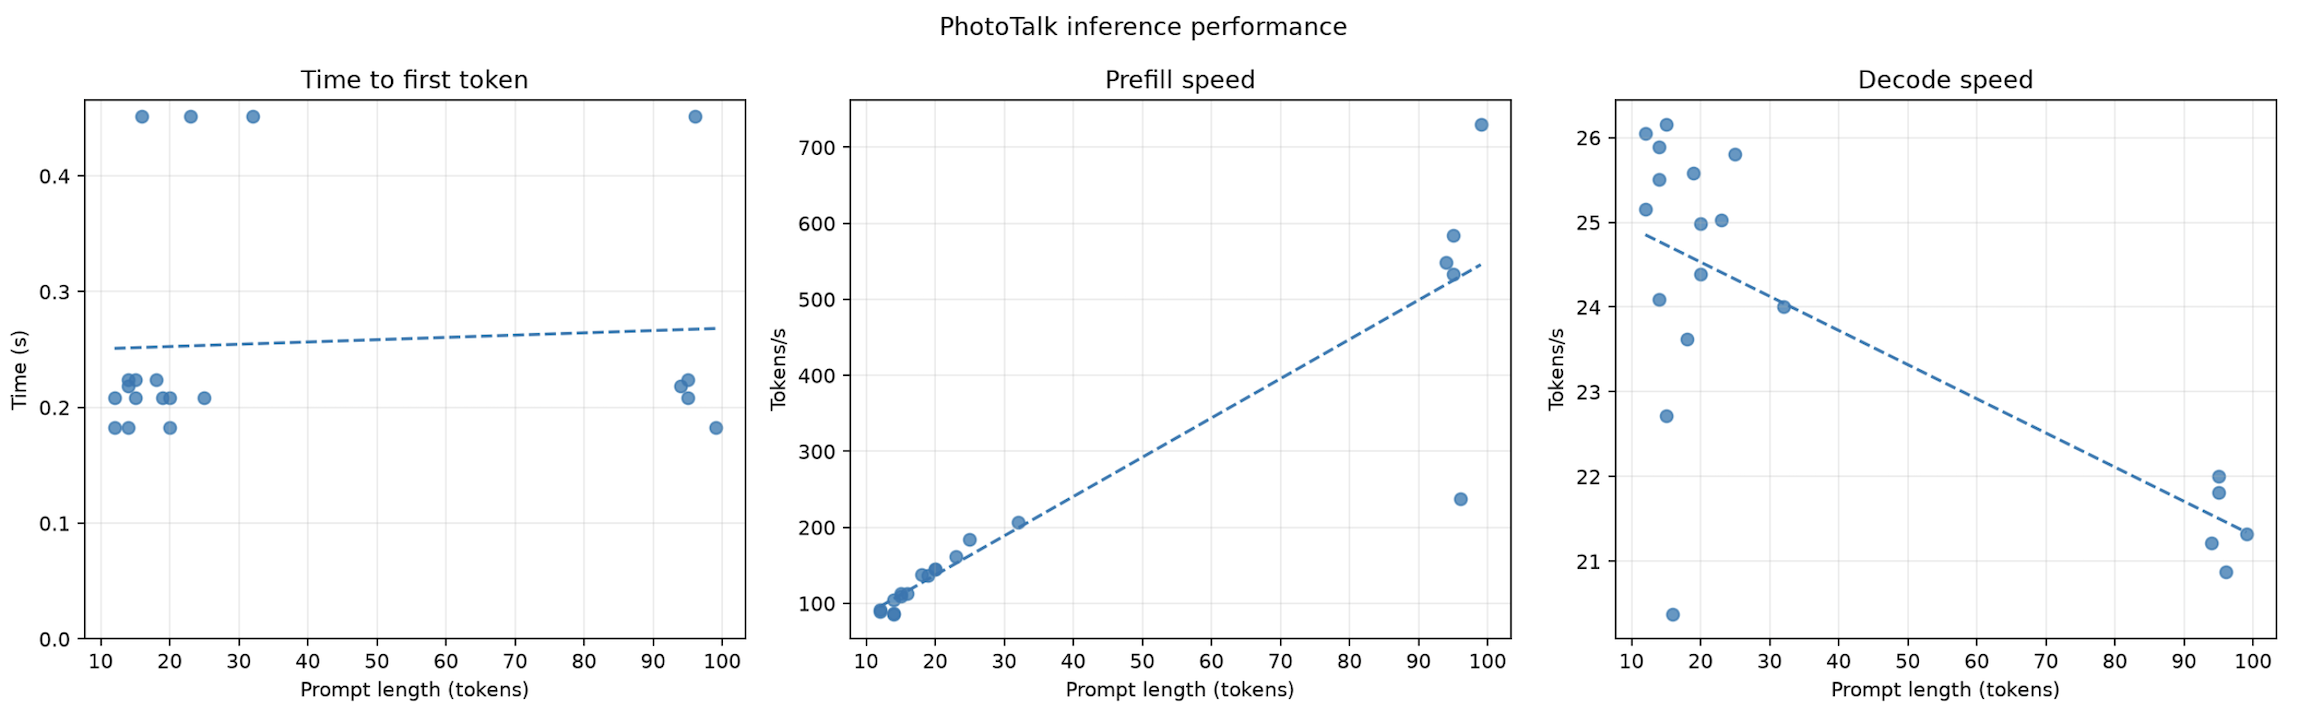 PhotoTalk inference performance
Time to first token
Time (s)
0.4
0.3
0.2
0.1
0.0
10 20 30 40 50 60 70 80 90 100
Prompt length (tokens)
Prefill speed
Tokens/s
700
600
500
400
300
200
100
10 20 30 40 50 60 70 80 90 100
Prompt length (tokens)
Decode speed
Tokens/s
26
25
24
23
22
21
10 20 30 40 50 60 70 80 90 100
Prompt length (tokens)